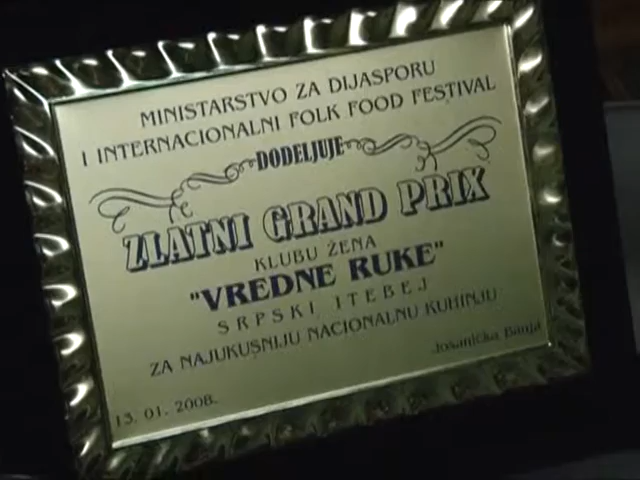 MINISTARSTVO ZA DIJASPORU
I INTERNACIONALNI FOLK FOOD FESTIVAL
DODELJUJE
ZLATNI GRAND PRIX
KLUBU ŽENA
"VREDNE RUKE"
SRPSKI ITEBEJ
ZA NAJUKUSNIJU NACIONALNU KUHINJU
Jošanička Banja
13. 01. 2008.